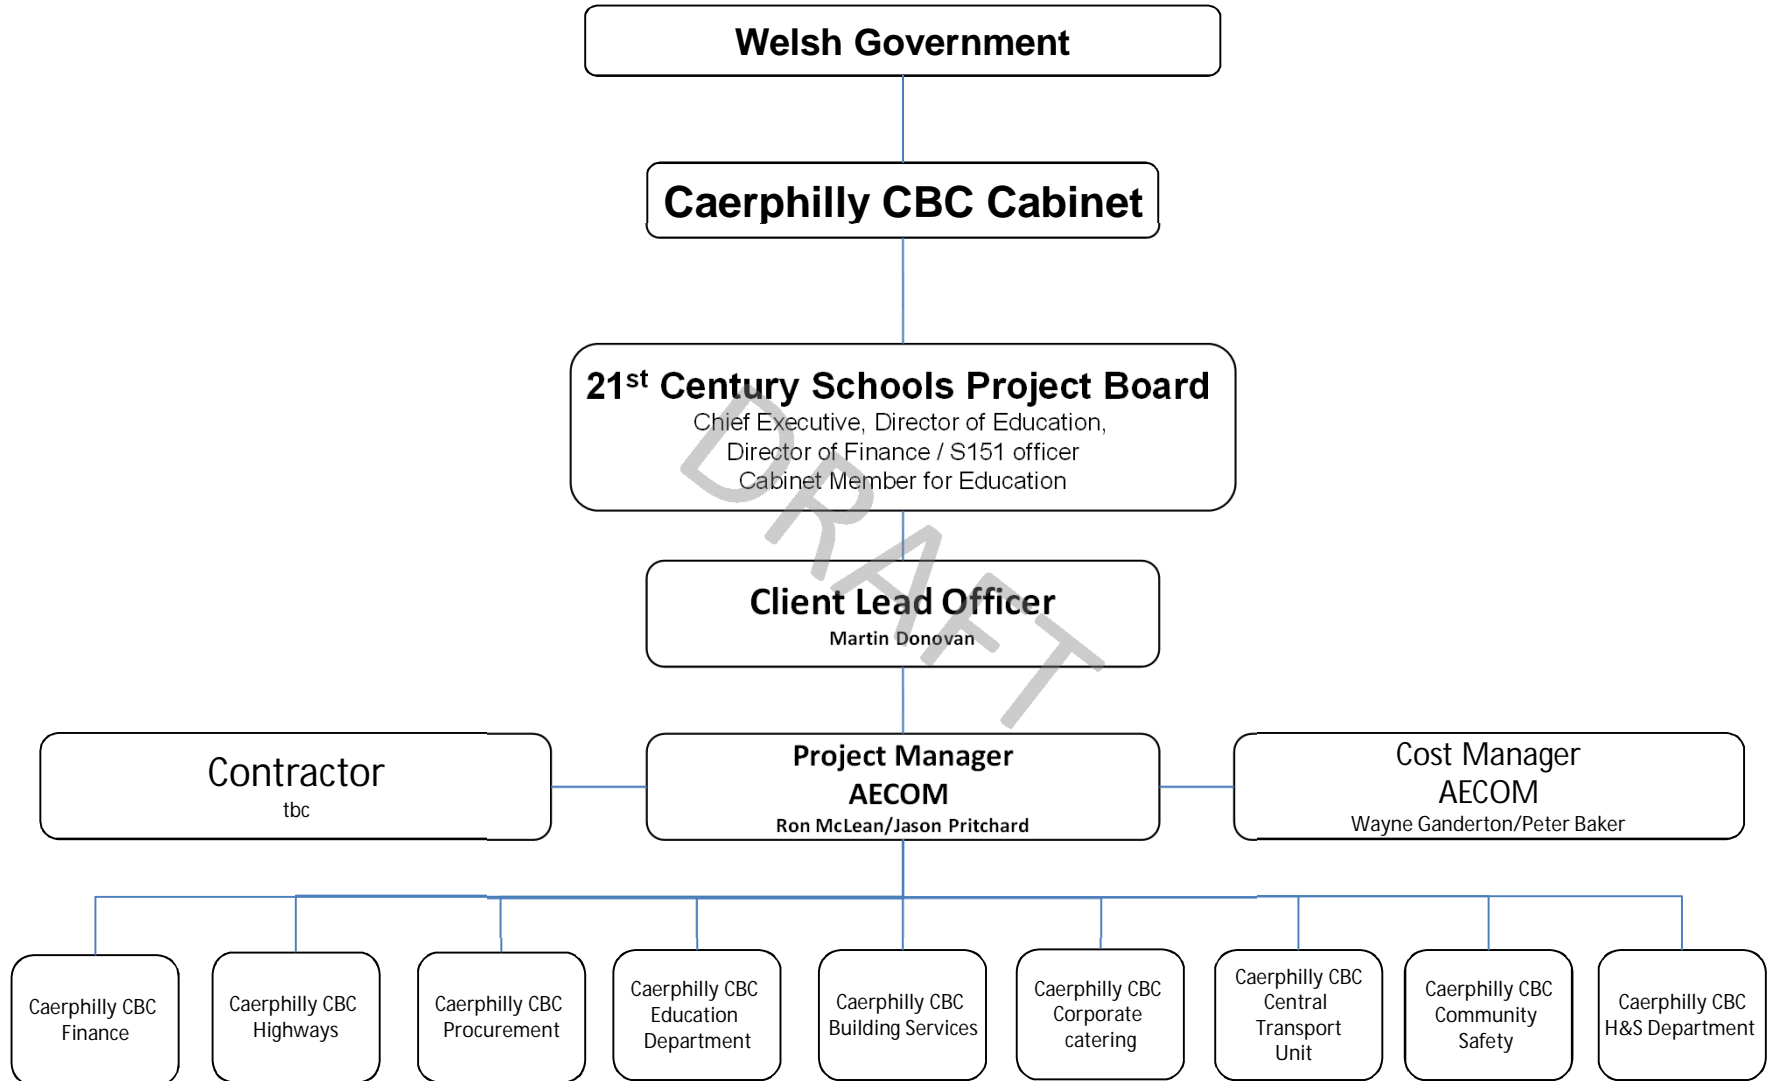 Welsh Government
Caerphilly CBC Cabinet
21st Century Schools Project Board
Chief Executive, Director of Education,
Director of Finance / S151 officer
Cabinet Member for Education
DRAFT
Client Lead Officer
Martin Donovan
Contractor
tbc
Project Manager
AECOM
Ron McLean/Jason Pritchard
Cost Manager
AECOM
Wayne Ganderton/Peter Baker
Caerphilly CBC
Finance
Caerphilly CBC
Highways
Caerphilly CBC
Procurement
Caerphilly CBC
Education
Department
Caerphilly CBC
Building Services
Caerphilly CBC
Corporate
catering
Caerphilly CBC
Central
Transport
Unit
Caerphilly CBC
Community
Safety
Caerphilly CBC
H&S Department